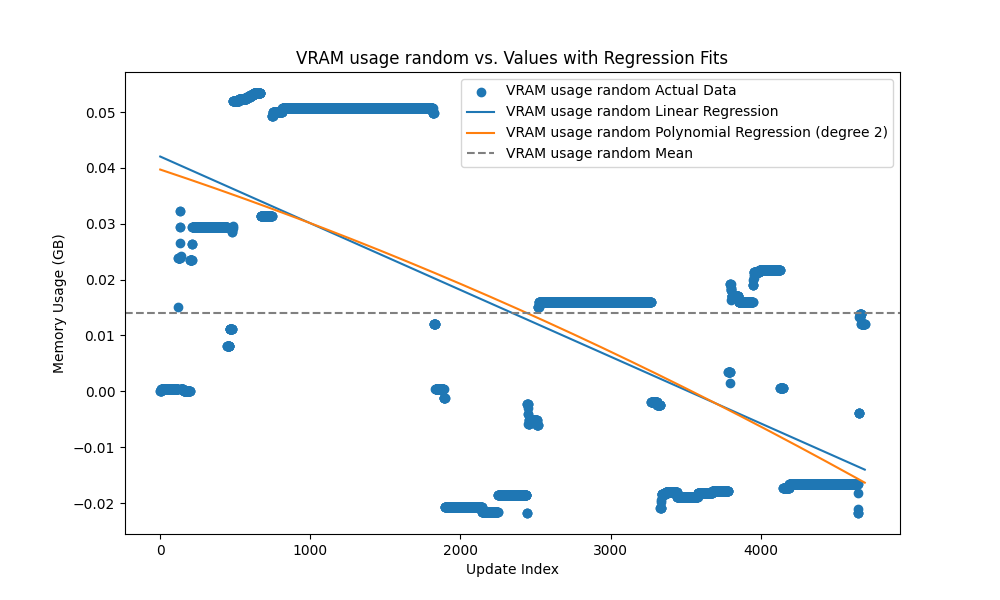 VRAM usage random vs. Values with Regression Fits
VRAM usage random Actual Data
VRAM usage random Linear Regression
VRAM usage random Polynomial Regression (degree 2)
VRAM usage random Mean
Memory Usage (GB)
0.05
0.04
0.03
0.02
0.01
0.00
−0.01
−0.02
0 1000 2000 3000 4000
Update Index